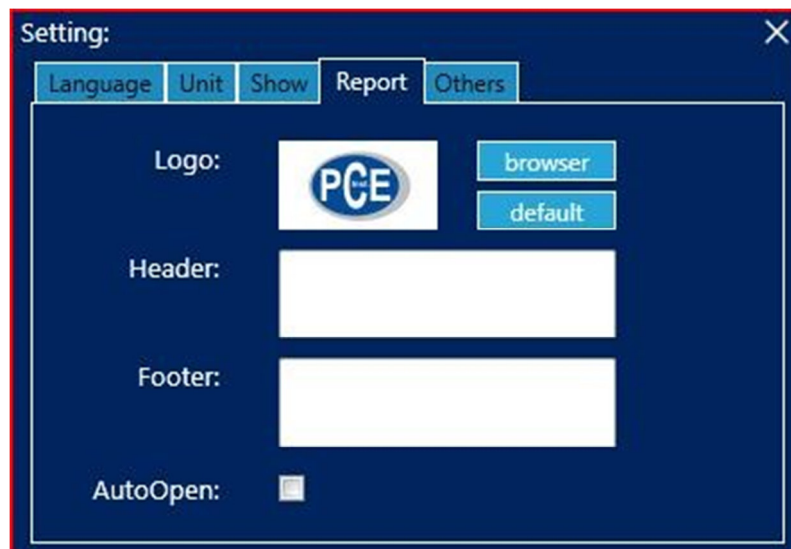 Setting:
Language Unit Show Report Others
Logo: PCE browser
default
Header:
Footer:
AutoOpen: